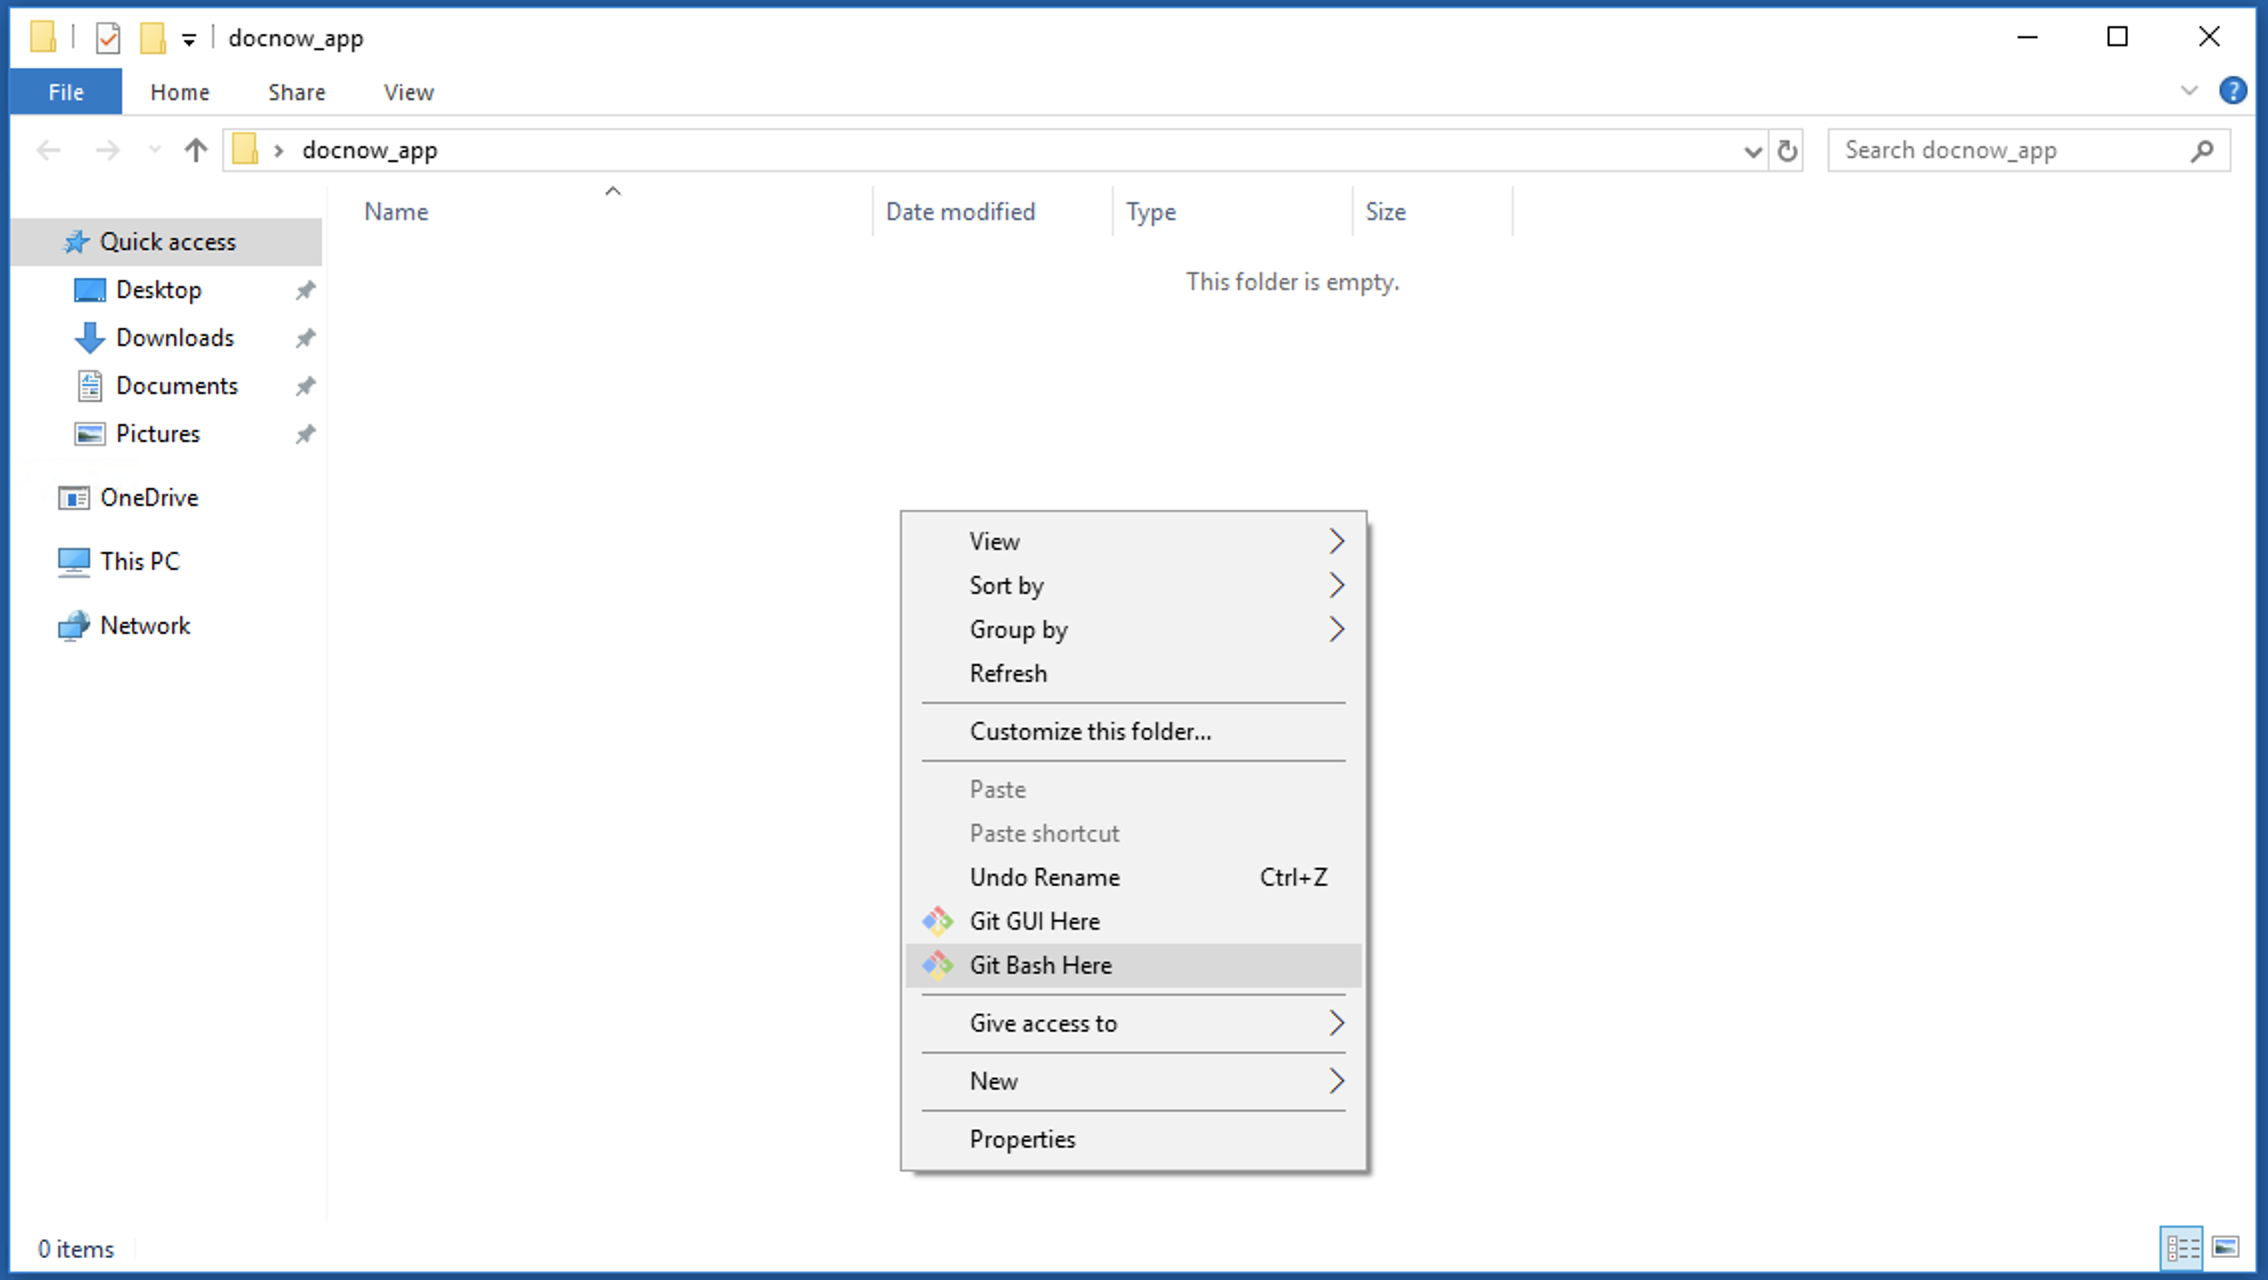 docnow_app
File Home Share View
docnow_app
Search docnow_app
Name Date modified Type Size
This folder is empty.
Quick access
Desktop
Downloads
Documents
Pictures
OneDrive
This PC
Network
View
Sort by
Group by
Refresh
Customize this folder...
Paste
Paste shortcut
Undo Rename Ctrl+Z
Git GUI Here
Git Bash Here
Give access to
New
Properties
0 items